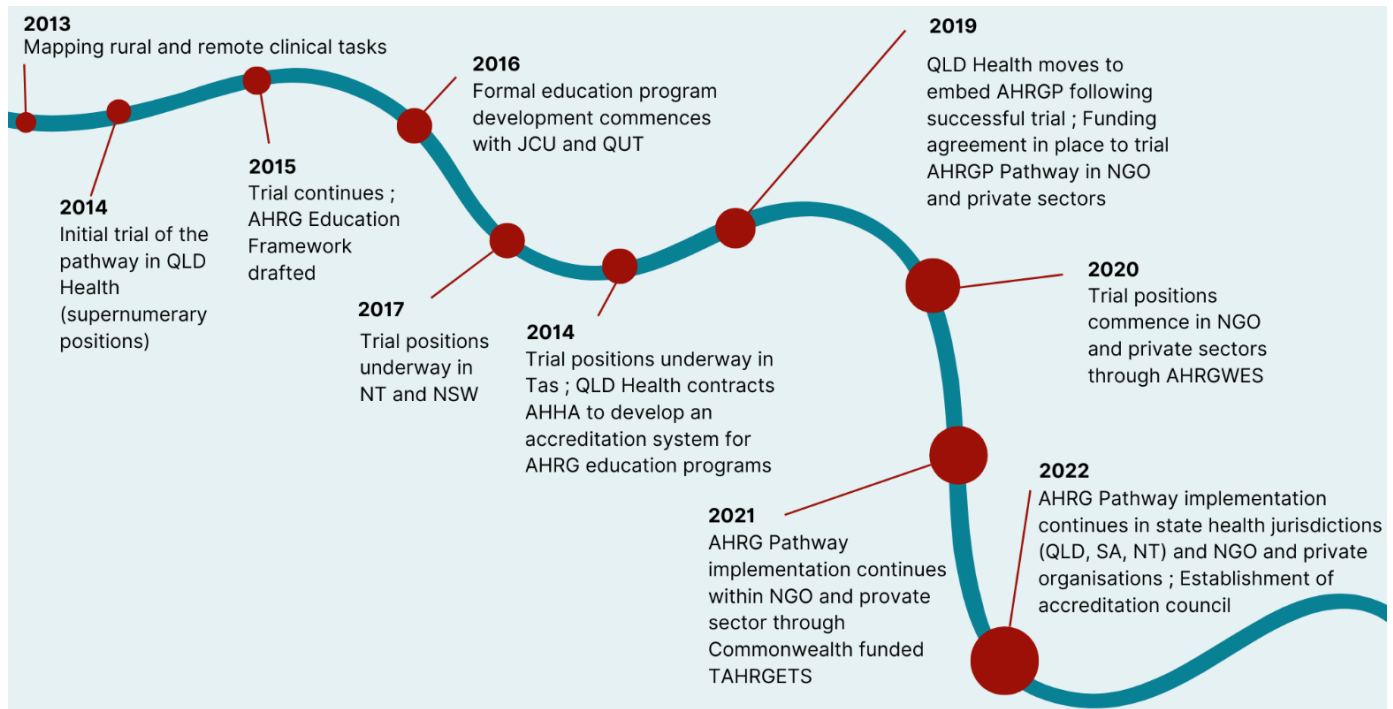 2013
Mapping rural and remote clinical tasks
2014
Initial trial of the
pathway in QLD
Health
(supernumerary
positions)
2015
Trial continues ;
AHRG Education
Framework
drafted
2016
Formal education program
development commences
with JCU and QUT
2017
Trial positions
underway in
NT and NSW
2014
Trial positions underway in
Tas ; QLD Health contracts
AHHA to develop an
accreditation system for
AHRG education programs
2019
QLD Health moves to
embed AHRGP following
successful trial ; Funding
agreement in place to trial
AHRGP Pathway in NGO
and private sectors
2020
Trial positions
commence in NGO
and private sectors
through AHRGWES
2021
AHRG Pathway
implementation continues
within NGO and provate
sector through
Commonwealth funded
TAHRGETS
2022
AHRG Pathway implementation
continues in state health jurisdictions
(QLD, SA, NT) and NGO and private
organisations ; Establishment of
accreditation council